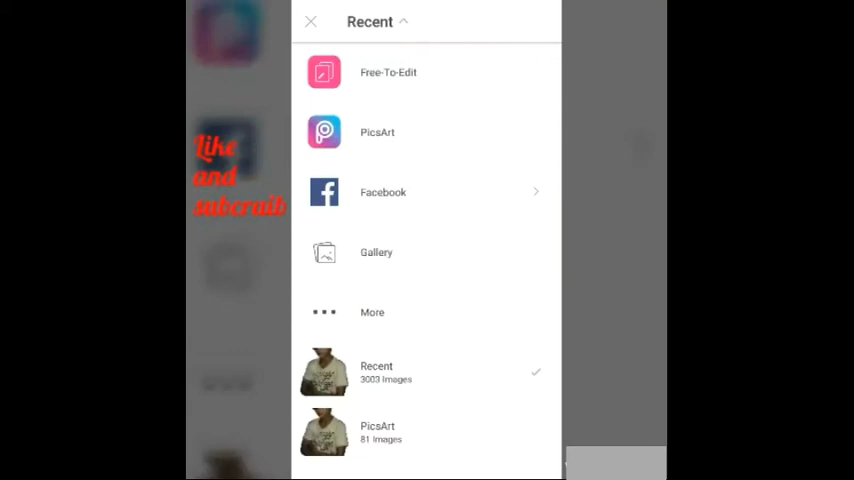 Recent
Free-To-Edit
PicsArt
Facebook
Gallery
More
Recent
3003 Images
PicsArt
81 Images
Like
and
subcraib